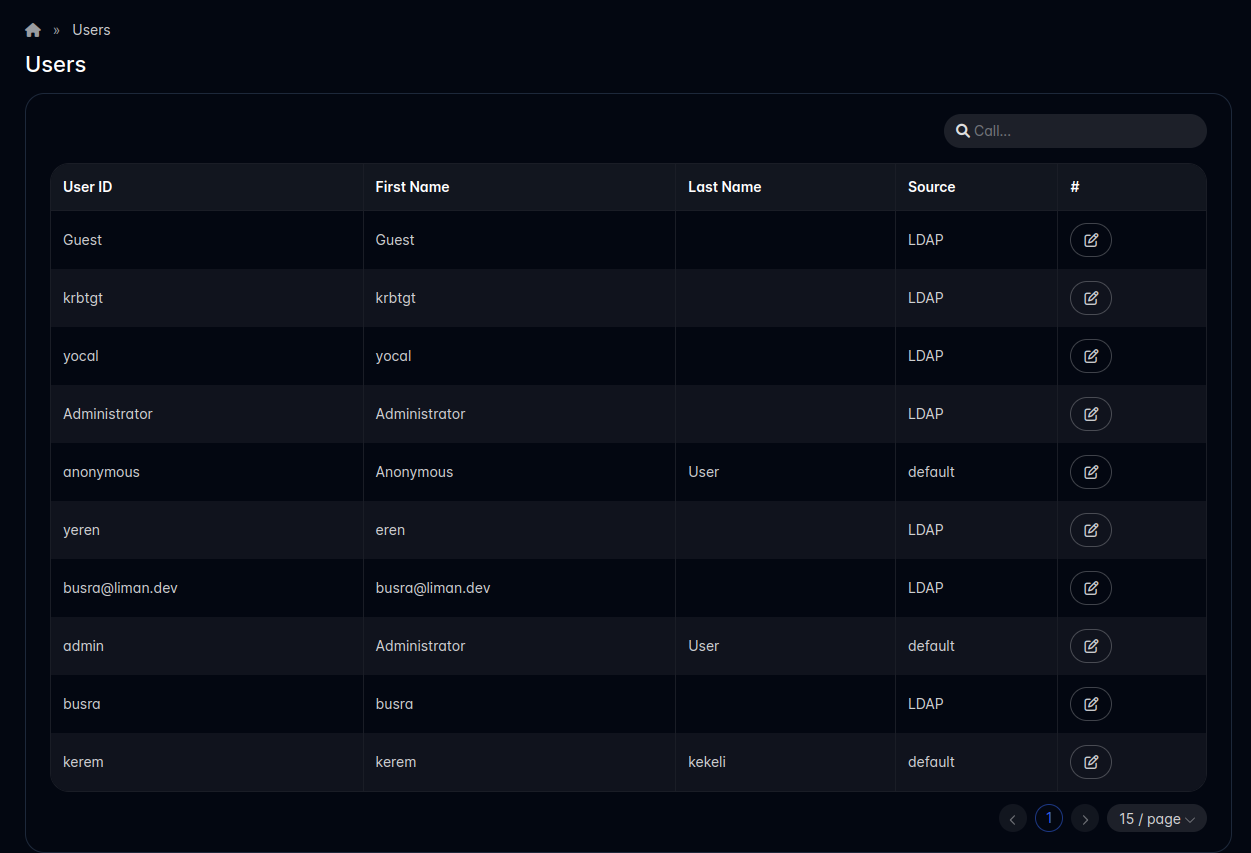 » Users
Users
Call...
User ID First Name Last Name Source #
Guest Guest LDAP
krbtgt krbtgt LDAP
yocal yocal LDAP
Administrator Administrator LDAP
anonymous Anonymous User default
yeren eren LDAP
busra@liman.dev busra@liman.dev LDAP
admin Administrator User default
busra busra LDAP
kerem kerem kekeli default
1 15 / page